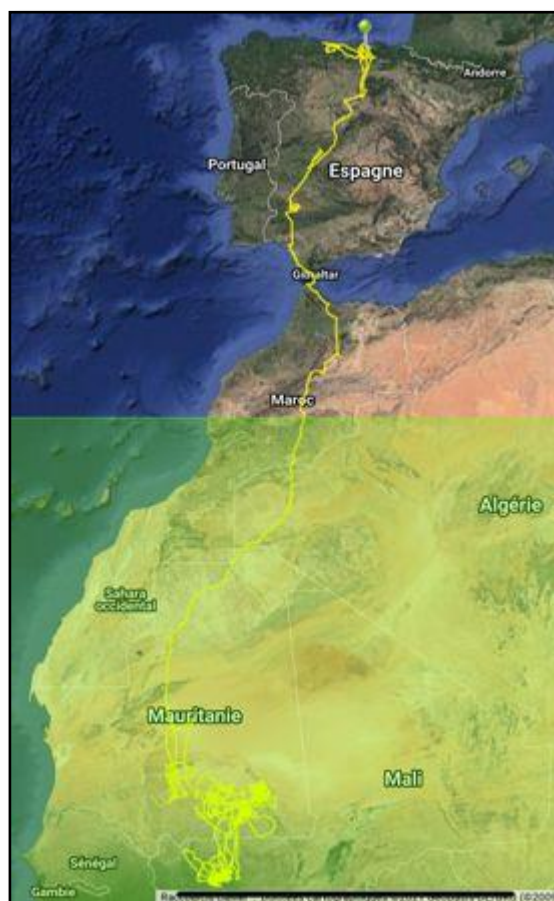 Andorre
Portugal
Espagne
Gibraltar
Maroc
Algérie
Sahara
occidental
Mauritanie
Mali
Sénégal
Gambie